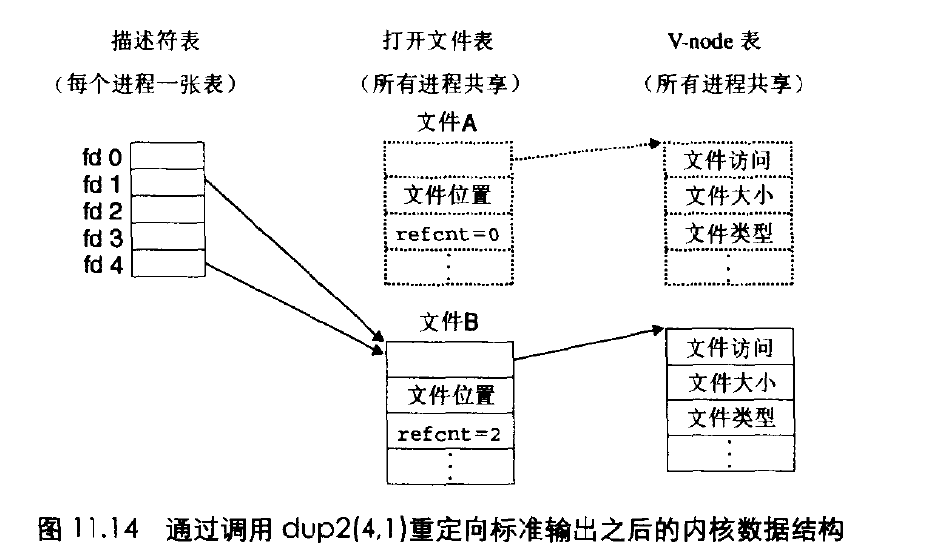 描述符表
(每个进程一张表)
打开文件表
(所有进程共享)
V-node 表
(所有进程共享)
fd 0
fd 1
fd 2
fd 3
fd 4
文件A
文件位置
refcnt=0
文件访问
文件大小
文件类型
文件B
文件位置
refcnt=2
文件访问
文件大小
文件类型
图 11.14 通过调用 dup2(4,1)重定向标准输出之后的内核数据结构